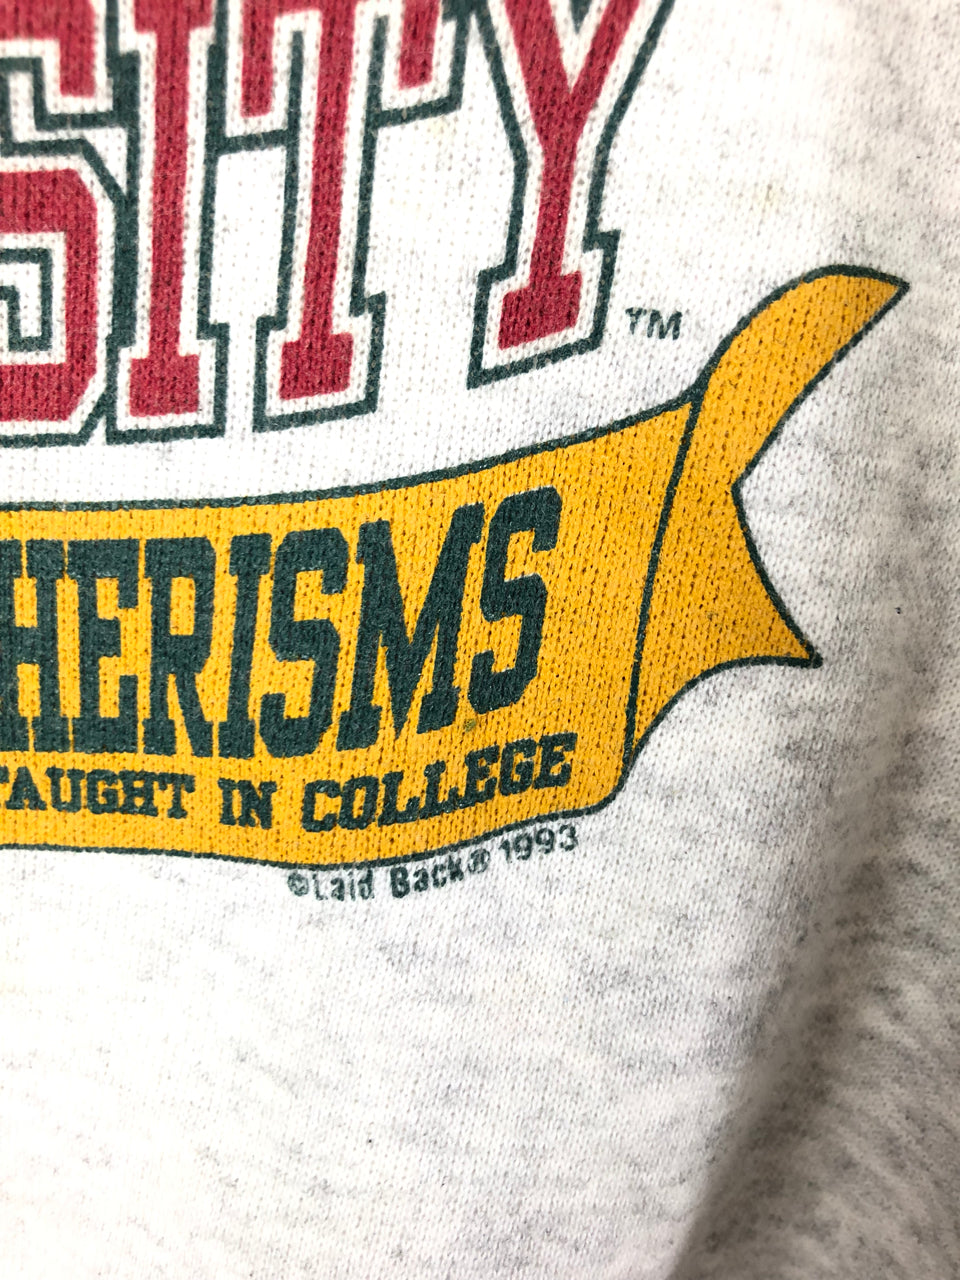 SITY TM
HERISMS
TAUGHT IN COLLEGE
©Laid Back® 1993